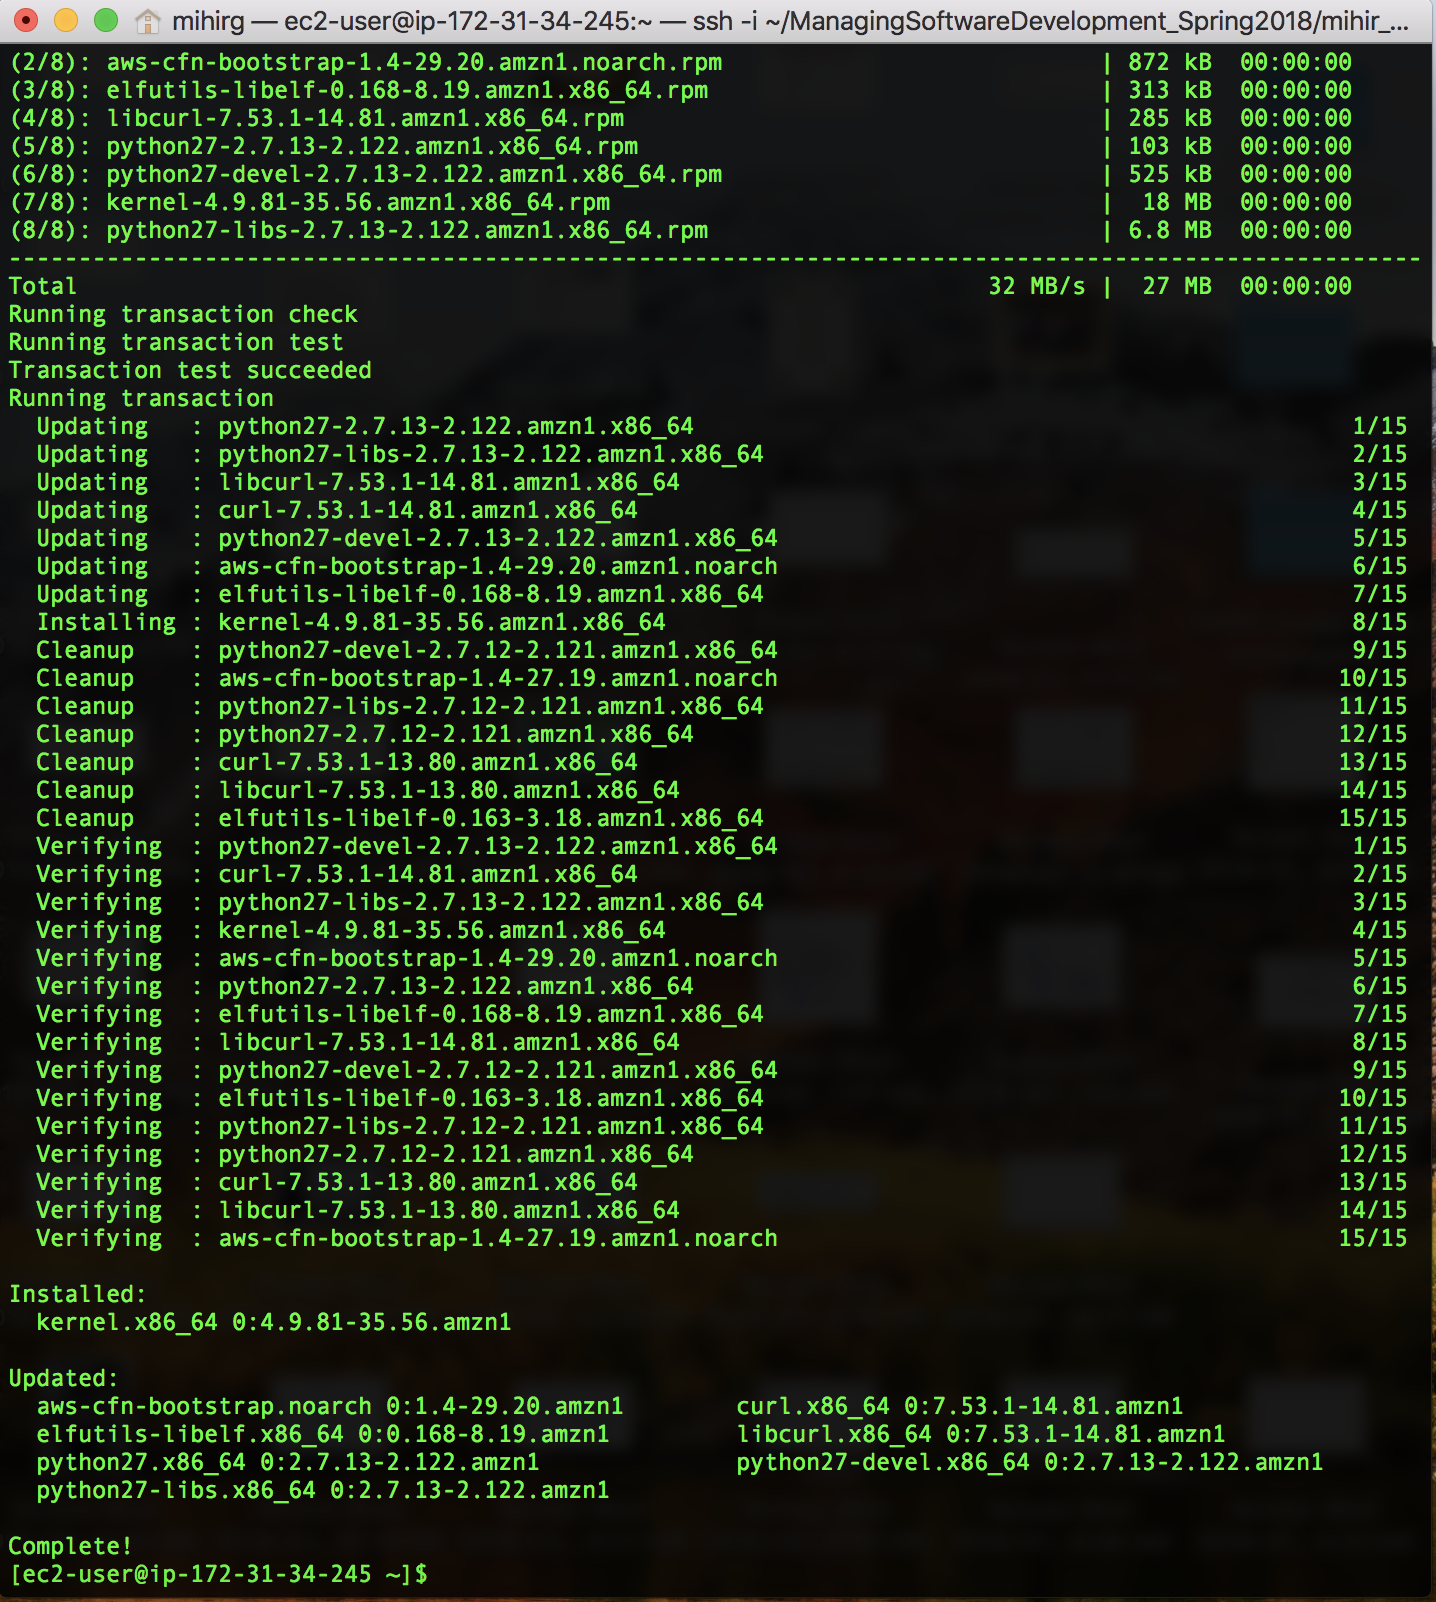 mihirg — ec2-user@ip-172-31-34-245:~ — ssh -i ~/ManagingSoftwareDevelopment_Spring2018/mihir_...
(2/8): aws-cfn-bootstrap-1.4-29.20.amzn1.noarch.rpm | 872 kB 00:00:00
(3/8): elfutils-libelf-0.168-8.19.amzn1.x86_64.rpm | 313 kB 00:00:00
(4/8): libcurl-7.53.1-14.81.amzn1.x86_64.rpm | 285 kB 00:00:00
(5/8): python27-2.7.13-2.122.amzn1.x86_64.rpm | 103 kB 00:00:00
(6/8): python27-devel-2.7.13-2.122.amzn1.x86_64.rpm | 525 kB 00:00:00
(7/8): kernel-4.9.81-35.56.amzn1.x86_64.rpm | 18 MB 00:00:00
(8/8): python27-libs-2.7.13-2.122.amzn1.x86_64.rpm | 6.8 MB 00:00:00
-----------------------------------------------------------------------------------------------------
Total 32 MB/s | 27 MB 00:00:00
Running transaction check
Running transaction test
Transaction test succeeded
Running transaction
Updating : python27-2.7.13-2.122.amzn1.x86_64 1/15
Updating : python27-libs-2.7.13-2.122.amzn1.x86_64 2/15
Updating : libcurl-7.53.1-14.81.amzn1.x86_64 3/15
Updating : curl-7.53.1-14.81.amzn1.x86_64 4/15
Updating : python27-devel-2.7.13-2.122.amzn1.x86_64 5/15
Updating : aws-cfn-bootstrap-1.4-29.20.amzn1.noarch 6/15
Updating : elfutils-libelf-0.168-8.19.amzn1.x86_64 7/15
Installing : kernel-4.9.81-35.56.amzn1.x86_64 8/15
Cleanup : python27-devel-2.7.12-2.121.amzn1.x86_64 9/15
Cleanup : aws-cfn-bootstrap-1.4-27.19.amzn1.noarch 10/15
Cleanup : python27-libs-2.7.12-2.121.amzn1.x86_64 11/15
Cleanup : python27-2.7.12-2.121.amzn1.x86_64 12/15
Cleanup : curl-7.53.1-13.80.amzn1.x86_64 13/15
Cleanup : libcurl-7.53.1-13.80.amzn1.x86_64 14/15
Cleanup : elfutils-libelf-0.163-3.18.amzn1.x86_64 15/15
Verifying : python27-devel-2.7.13-2.122.amzn1.x86_64 1/15
Verifying : curl-7.53.1-14.81.amzn1.x86_64 2/15
Verifying : python27-libs-2.7.13-2.122.amzn1.x86_64 3/15
Verifying : kernel-4.9.81-35.56.amzn1.x86_64 4/15
Verifying : aws-cfn-bootstrap-1.4-29.20.amzn1.noarch 5/15
Verifying : python27-2.7.13-2.122.amzn1.x86_64 6/15
Verifying : elfutils-libelf-0.168-8.19.amzn1.x86_64 7/15
Verifying : libcurl-7.53.1-14.81.amzn1.x86_64 8/15
Verifying : python27-devel-2.7.12-2.121.amzn1.x86_64 9/15
Verifying : elfutils-libelf-0.163-3.18.amzn1.x86_64 10/15
Verifying : python27-libs-2.7.12-2.121.amzn1.x86_64 11/15
Verifying : python27-2.7.12-2.121.amzn1.x86_64 12/15
Verifying : curl-7.53.1-13.80.amzn1.x86_64 13/15
Verifying : libcurl-7.53.1-13.80.amzn1.x86_64 14/15
Verifying : aws-cfn-bootstrap-1.4-27.19.amzn1.noarch 15/15
Installed:
kernel.x86_64 0:4.9.81-35.56.amzn1
Updated:
aws-cfn-bootstrap.noarch 0:1.4-29.20.amzn1 curl.x86_64 0:7.53.1-14.81.amzn1
elfutils-libelf.x86_64 0:0.168-8.19.amzn1 libcurl.x86_64 0:7.53.1-14.81.amzn1
python27.x86_64 0:2.7.13-2.122.amzn1 python27-devel.x86_64 0:2.7.13-2.122.amzn1
python27-libs.x86_64 0:2.7.13-2.122.amzn1
Complete!
[ec2-user@ip-172-31-34-245 ~]$